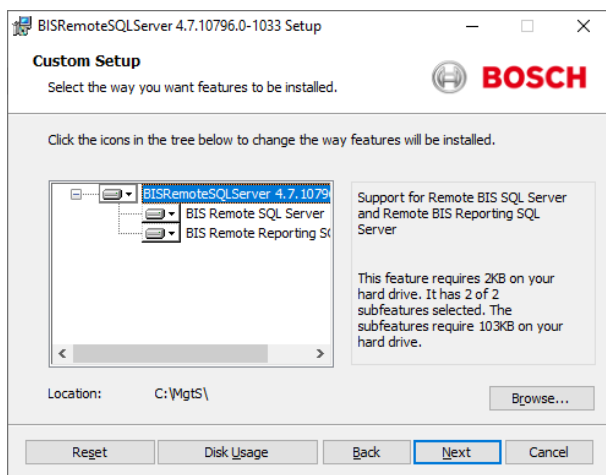 BISRemoteSQLServer 4.7.10796.0-1033 Setup
Custom Setup
Select the way you want features to be installed.
BOSCH
Click the icons in the tree below to change the way features will be installed.
BISRemoteSQLServer 4.7.1079
BIS Remote SQL Server
BIS Remote Reporting S
Support for Remote BIS SQL Server
and Remote BIS Reporting SQL
Server
This feature requires 2KB on your
hard drive. It has 2 of 2
subfeatures selected. The
subfeatures require 103KB on your
hard drive.
Location: C:\MgtS\
Browse...
Reset Disk Usage Back Next Cancel